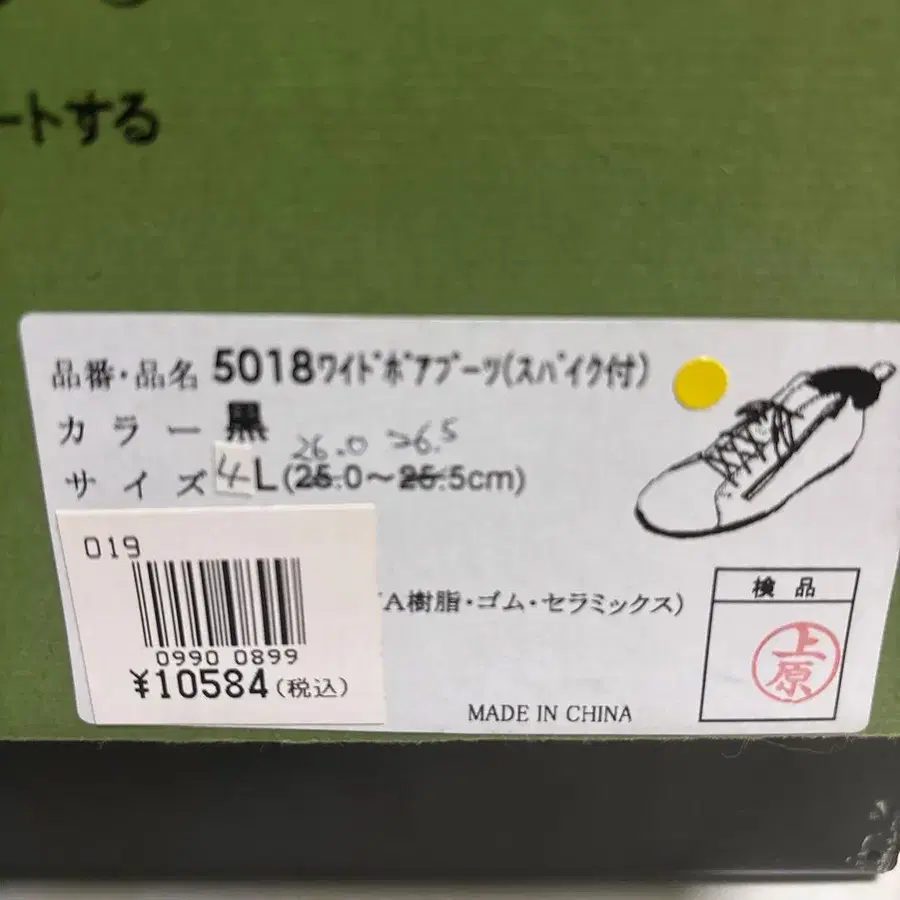 ートする
品番・品名 5018ワイドボアブーツ(スパイク付)
カラー 黒
26.0 26.5
サイズ 4L(25.0～25.5cm)
019
A樹脂・ゴム・セラミックス)
検品
上原
0990 0899
¥10584(税込)
MADE IN CHINA